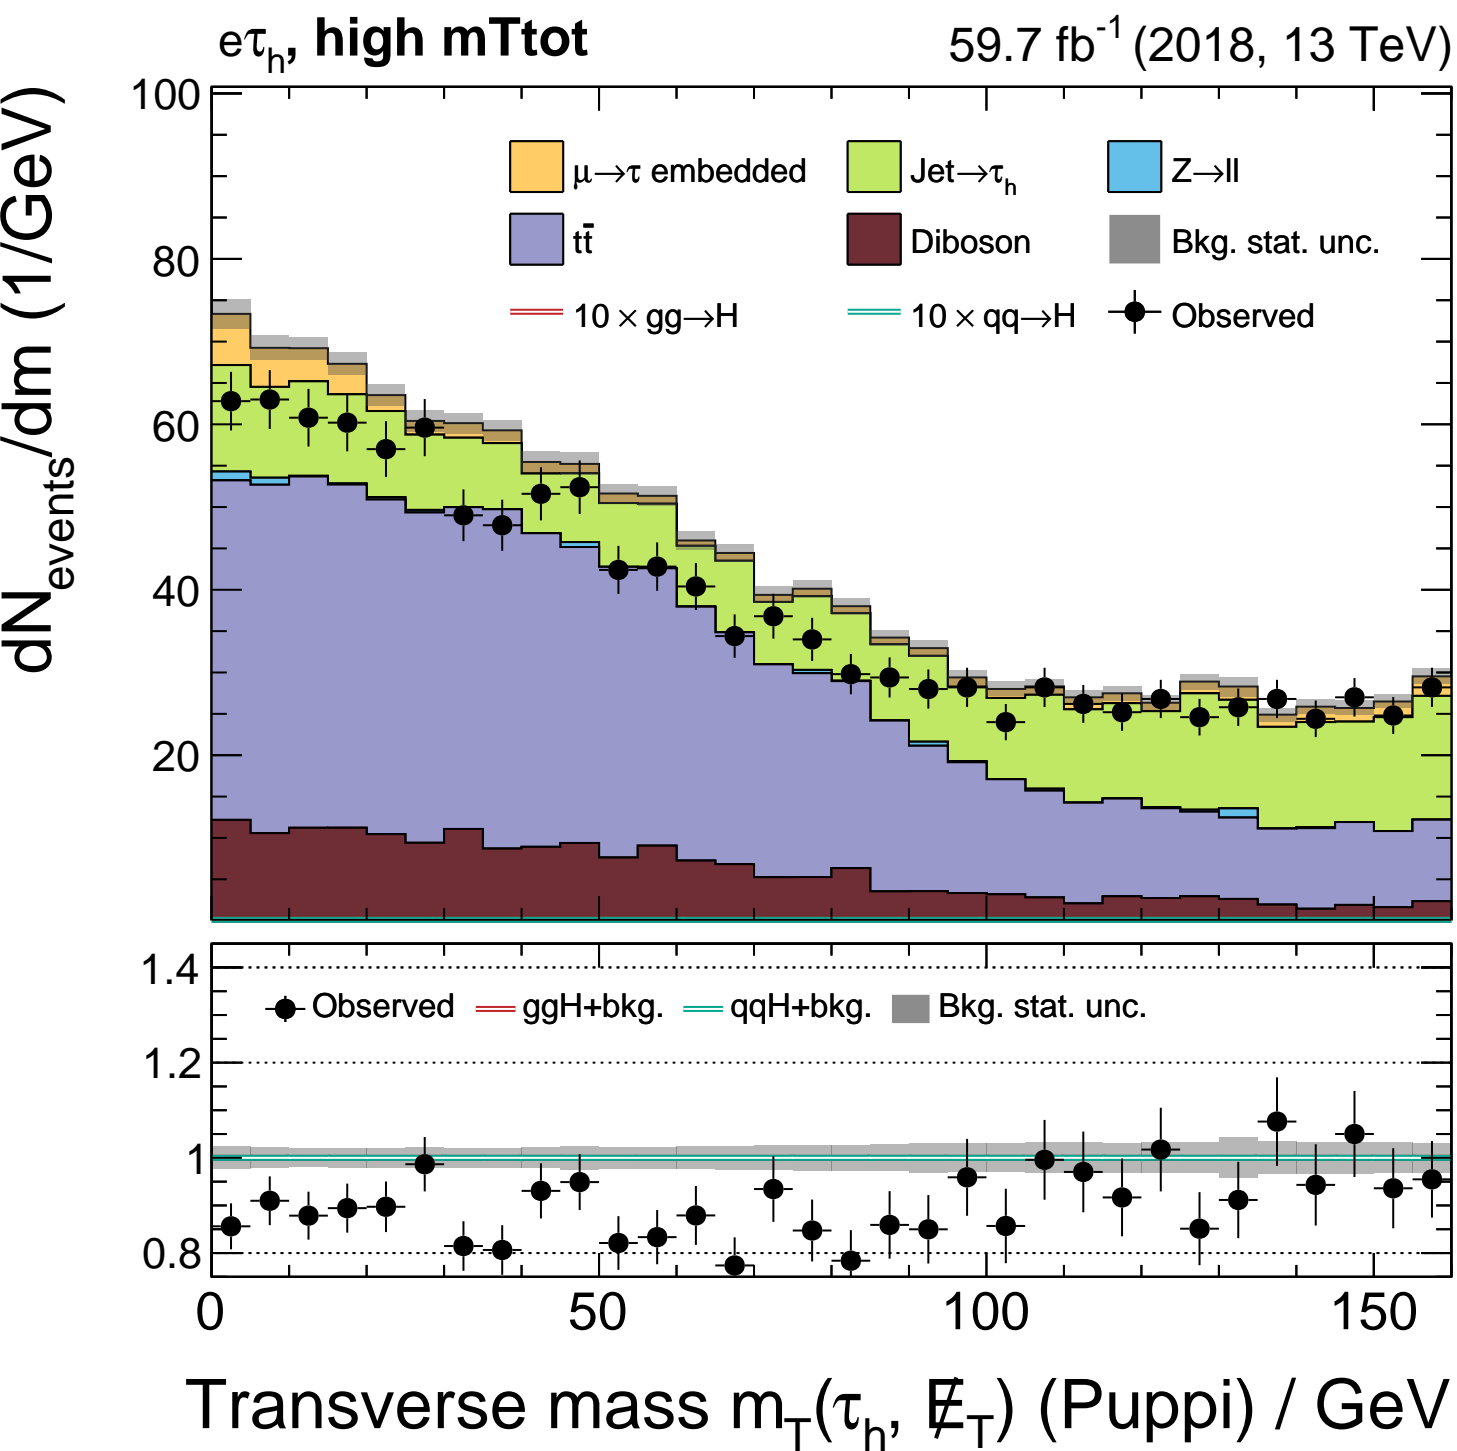 eτh, high mTtot
59.7 fb-1 (2018, 13 TeV)
dNevents/dm (1/GeV)
100
80
60
40
20
μ→τ embedded
Jet→τh
Z→ll
tt̄
Diboson
Bkg. stat. unc.
10 × gg→H
10 × qq→H
Observed
1.4
1.2
1
0.8
Observed
ggH+bkg.
qqH+bkg.
Bkg. stat. unc.
0
50
100
150
Transverse mass mT(τh, E̸T) (Puppi) / GeV